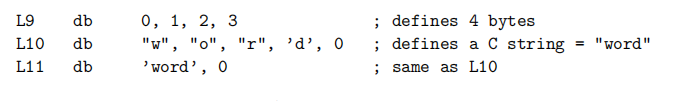 L9 db 0, 1, 2, 3 ; defines 4 bytes
L10 db "w", "o", "r", ’d’, 0 ; defines a C string = "word"
L11 db ’word’, 0 ; same as L10